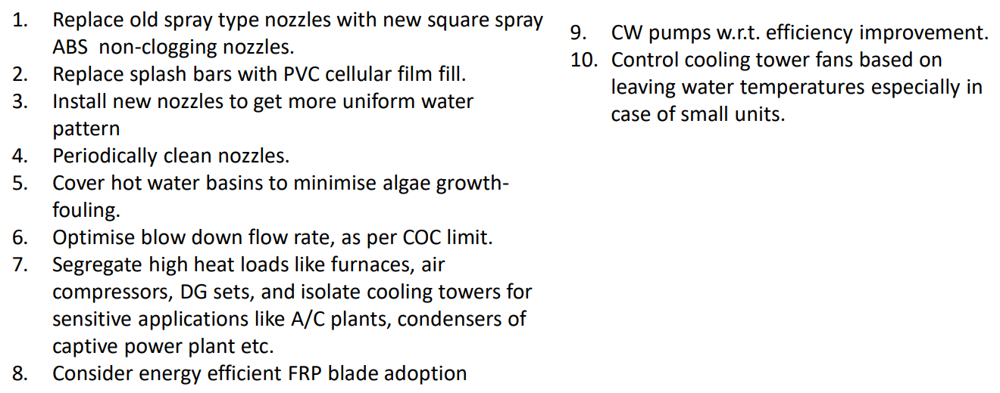 1. Replace old spray type nozzles with new square spray
ABS non-clogging nozzles.
2. Replace splash bars with PVC cellular film fill.
3. Install new nozzles to get more uniform water
pattern
4. Periodically clean nozzles.
5. Cover hot water basins to minimise algae growth-
fouling.
6. Optimise blow down flow rate, as per COC limit.
7. Segregate high heat loads like furnaces, air
compressors, DG sets, and isolate cooling towers for
sensitive applications like A/C plants, condensers of
captive power plant etc.
8. Consider energy efficient FRP blade adoption
9. CW pumps w.r.t. efficiency improvement.
10. Control cooling tower fans based on
leaving water temperatures especially in
case of small units.